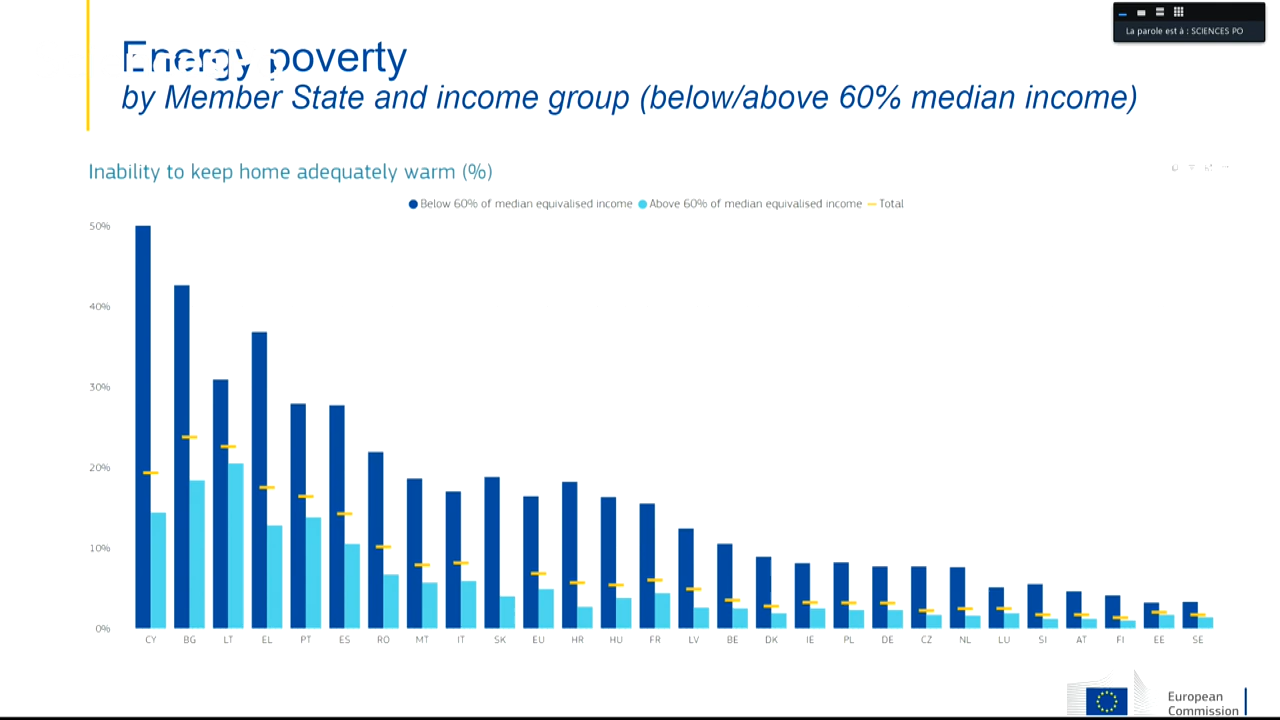 La parole est à : SCIENCES PO
Energy poverty
by Member State and income group (below/above 60% median income)
Inability to keep home adequately warm (%)
Below 60% of median equivalised income Above 60% of median equivalised income Total
50%
40%
30%
20%
10%
0%
CY BG LT EL PT ES RO MT IT SK EU HR HU FR LV BE DK IE PL DE CZ NL LU SI AT FI EE SE
European
Commission